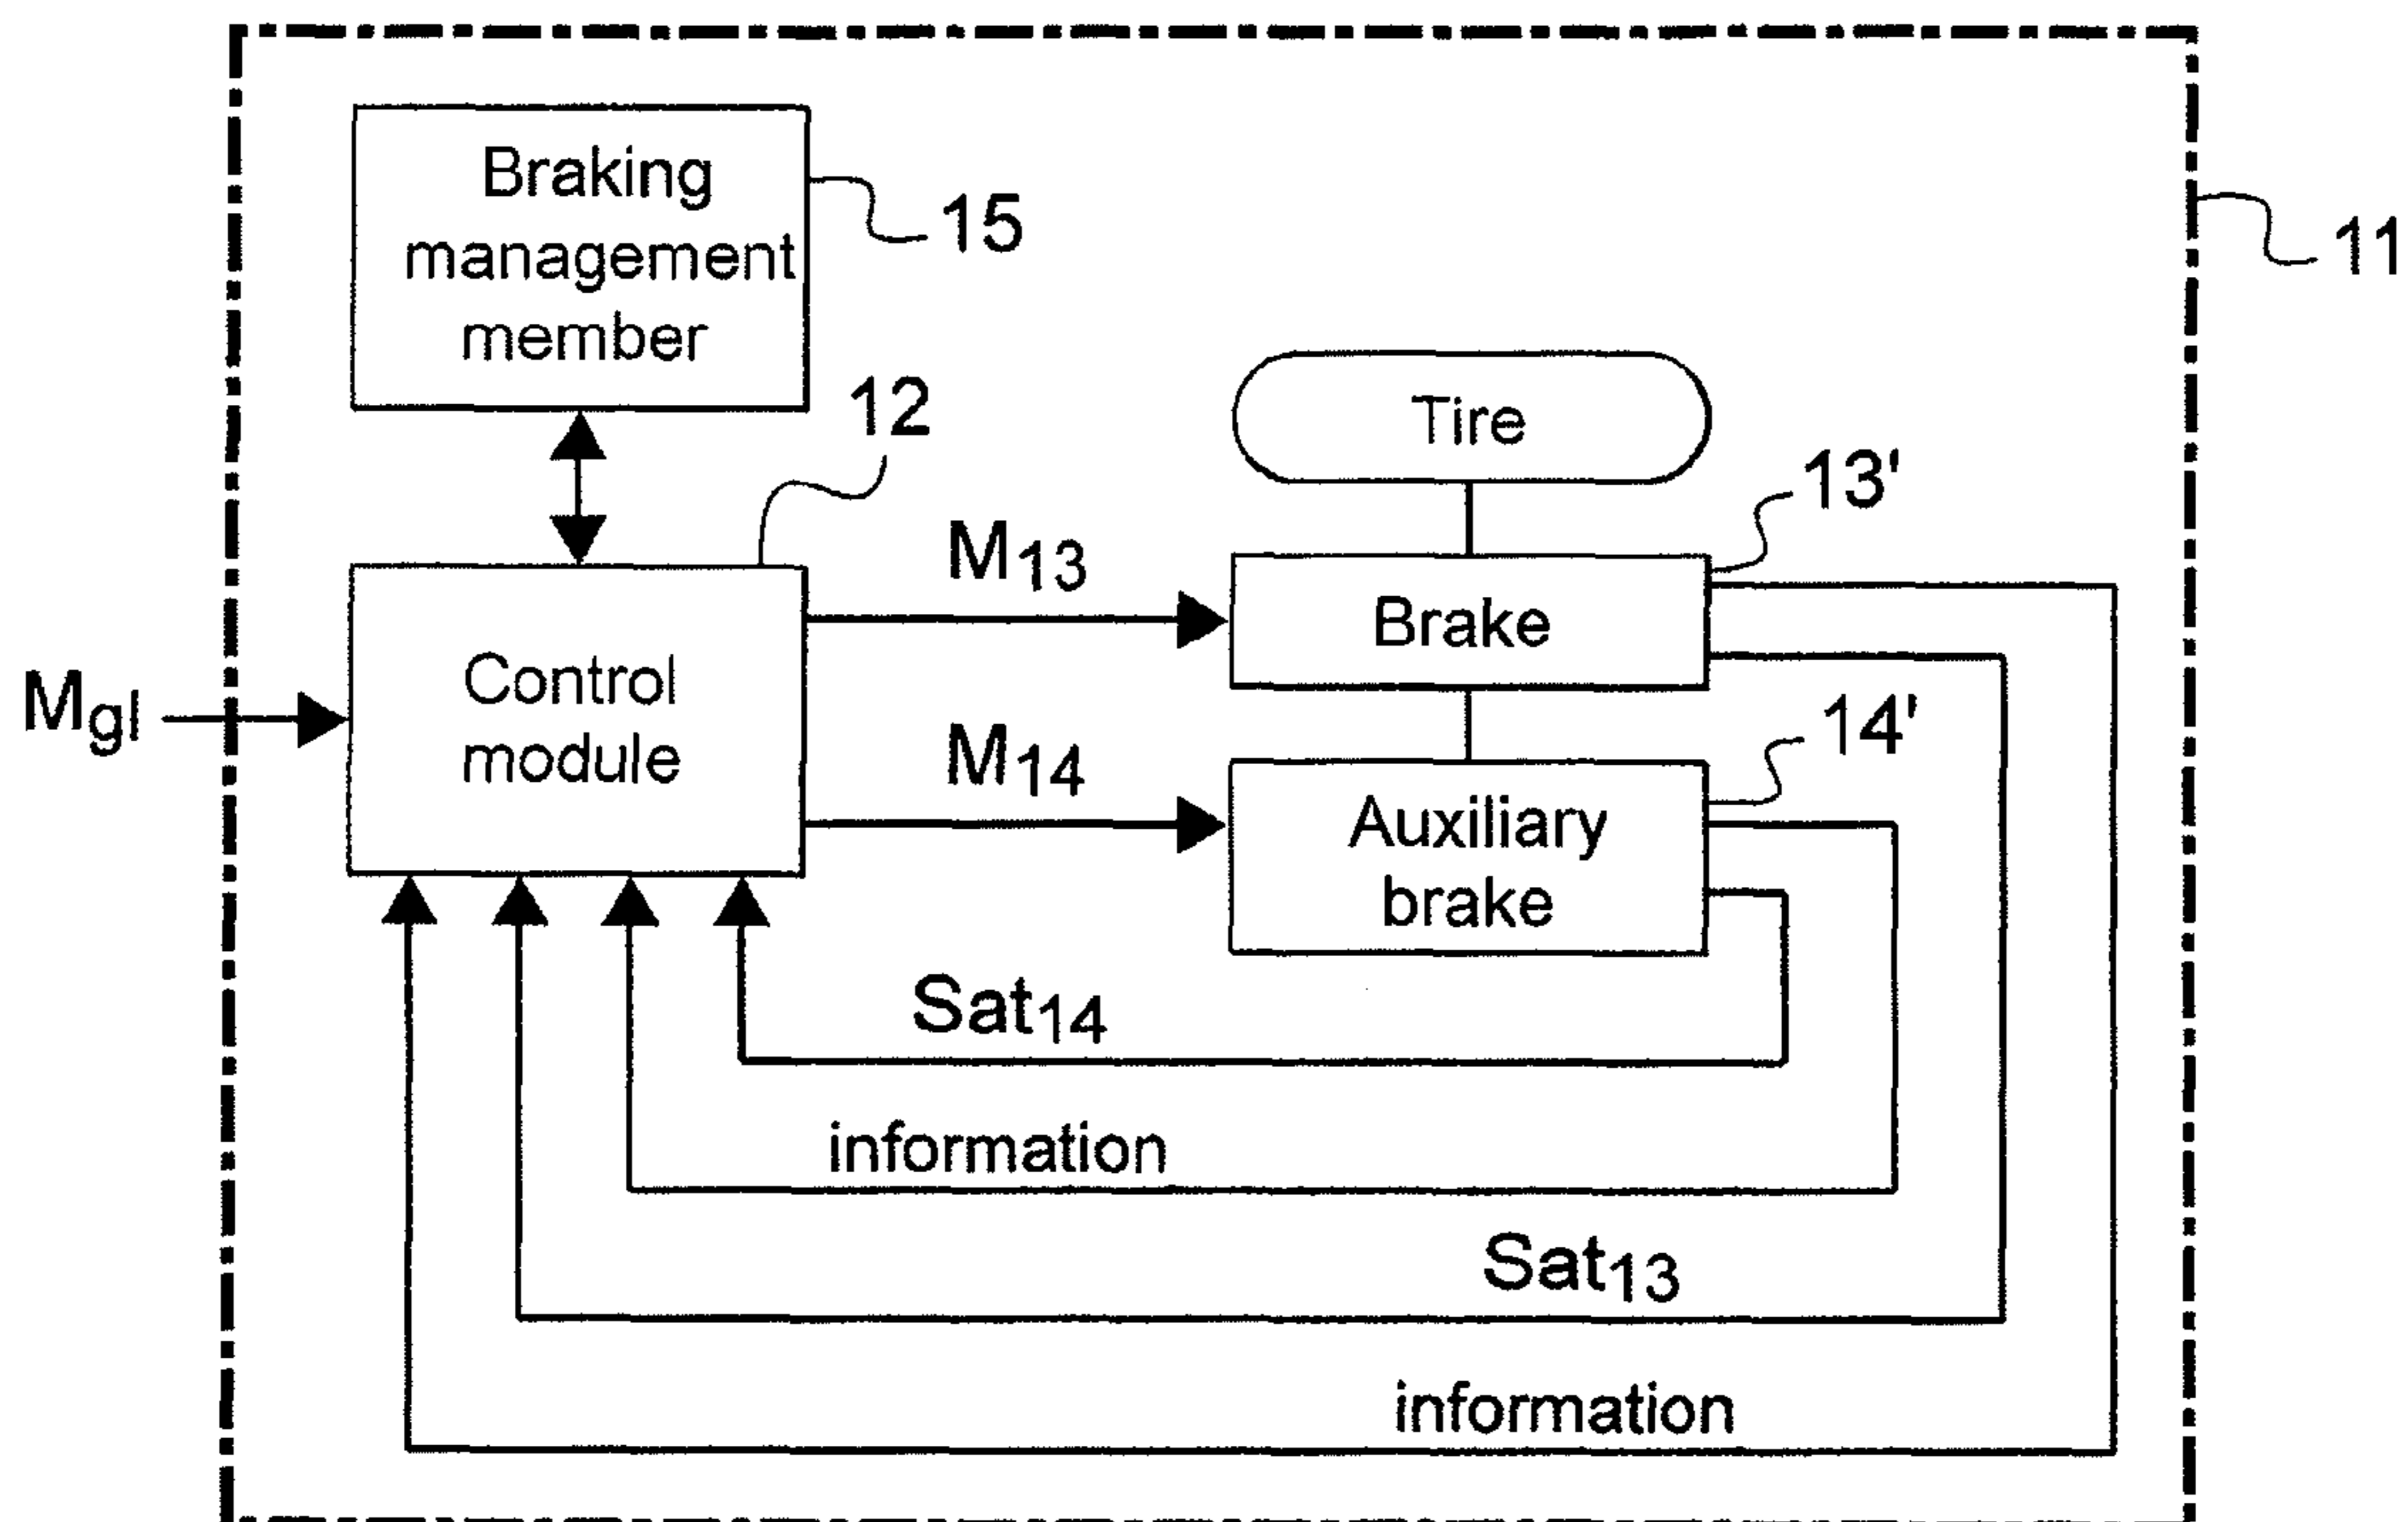 Braking
management
member
15
11
12
Tire
13'
M13
Brake
Control
module
Mgl
M14
14'
Auxiliary
brake
Sat14
information
Sat13
information